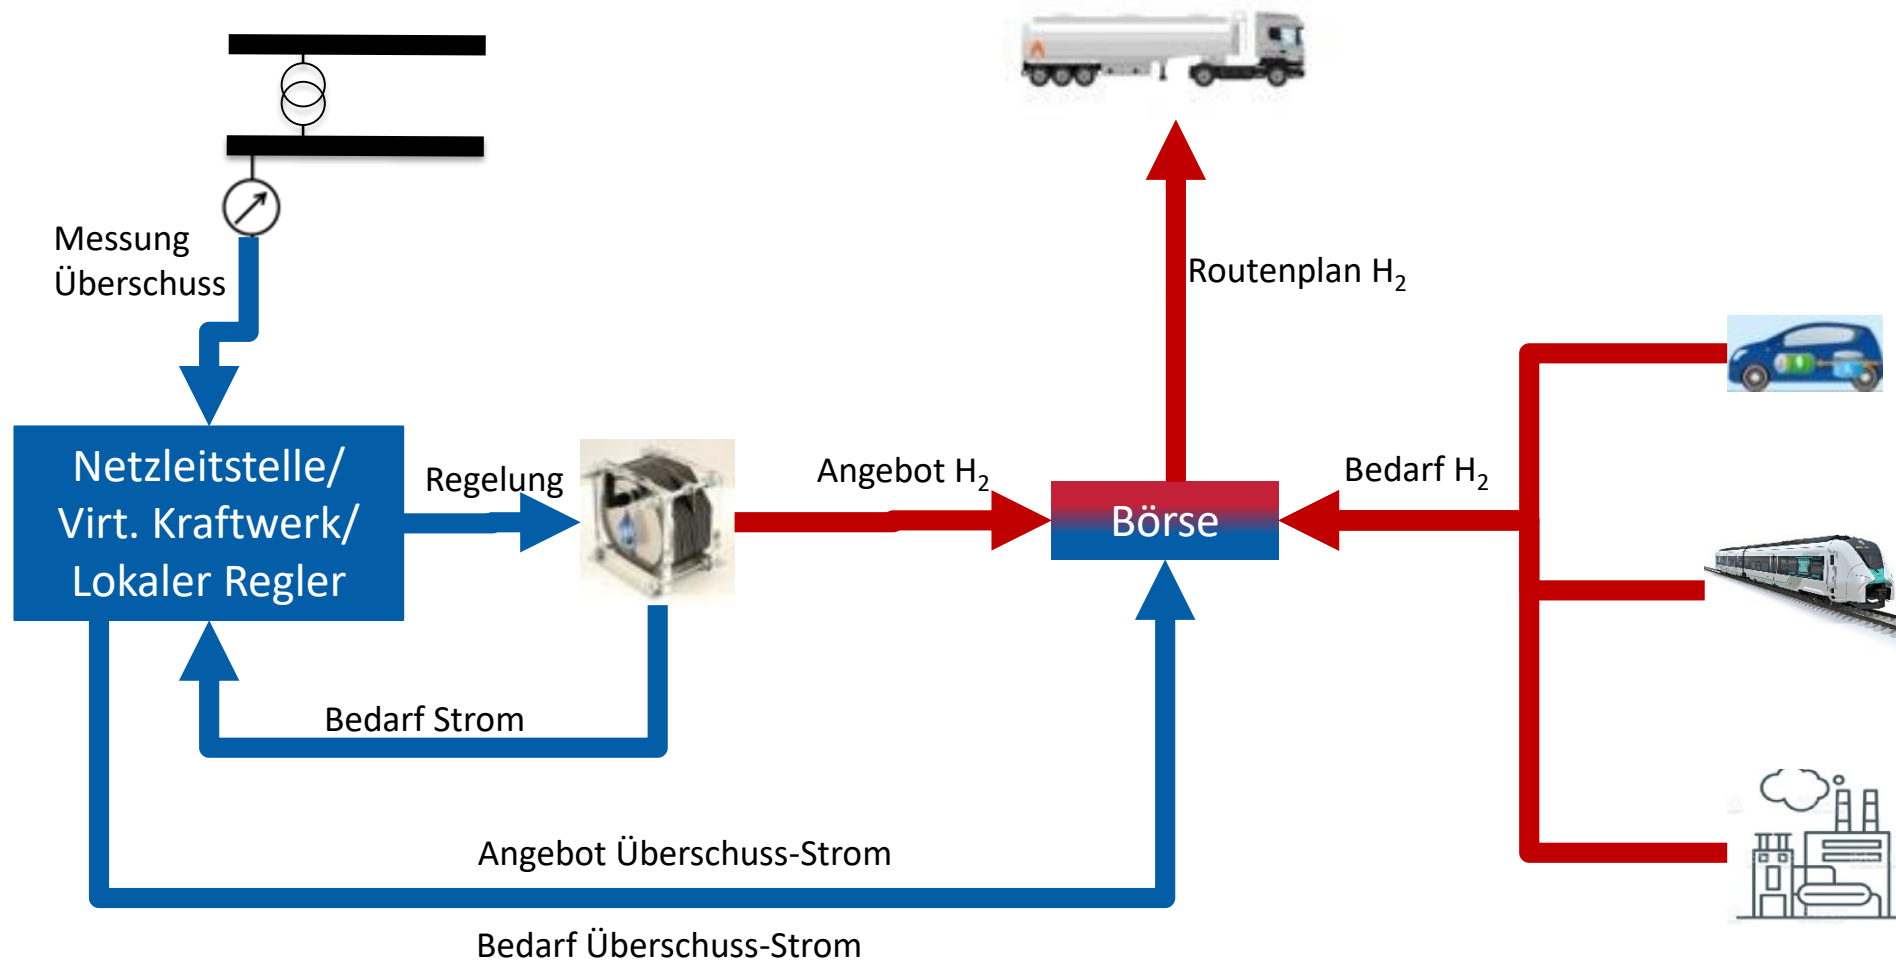 Messung
Überschuss
Routenplan H₂
Netzleitstelle/
Virt. Kraftwerk/
Lokaler Regler
Regelung
Angebot H₂
Börse
Bedarf H₂
Bedarf Strom
Angebot Überschuss-Strom
Bedarf Überschuss-Strom